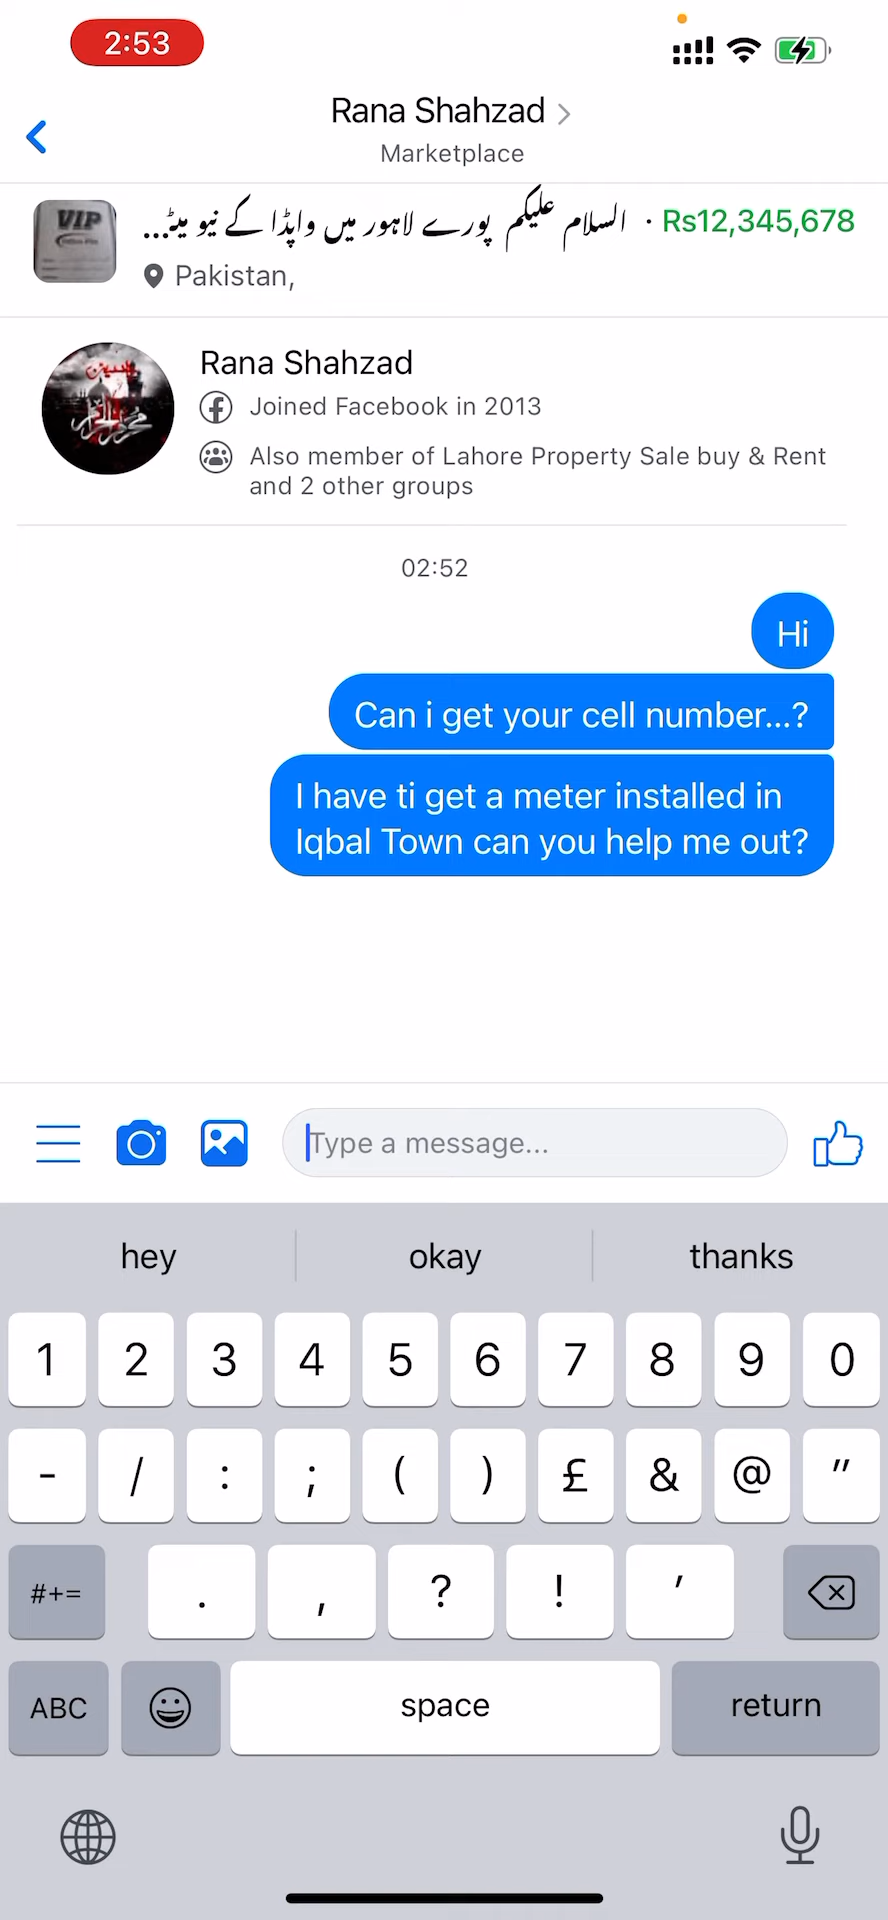 2:53
Rana Shahzad
Marketplace
VIP
السلام علیکم پورے لاہور میں واپڈا کے نیو میٹـ... · Rs12,345,678
Pakistan,
Rana Shahzad
Joined Facebook in 2013
Also member of Lahore Property Sale buy & Rent
and 2 other groups
02:52
Hi
Can i get your cell number...?
I have ti get a meter installed in
Iqbal Town can you help me out?
Type a message...
hey okay thanks
1 2 3 4 5 6 7 8 9 0
- / : ; ( ) £ & @ "
#+= . , ? ! '
ABC space return